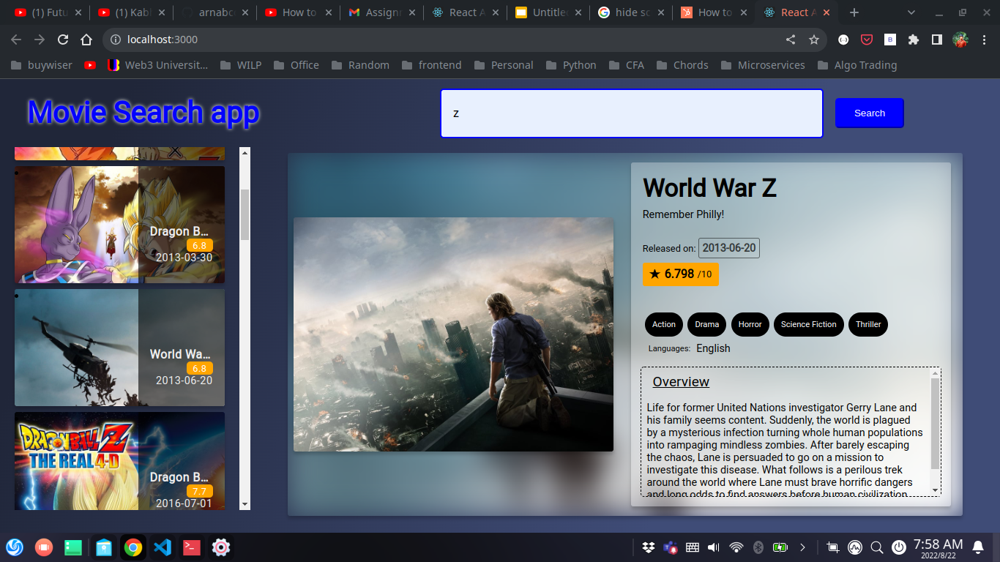 (1) Futu
(1) Kabi
arnabc
How to
Assignr
React A
Untitle
hide sc
How to
React A
localhost:3000
buywiser
Web3 Universit...
WILP
Office
Random
frontend
Personal
Python
CFA
Chords
Microservices
Algo Trading
Movie Search app
z
Search
Dragon B...
6.8
2013-03-30
World Wa...
6.8
2013-06-20
DRAGONBALL Z
THE REAL 4-D
Dragon B...
7.7
2016-07-01
World War Z
Remember Philly!
Released on: 2013-06-20
★ 6.798 /10
Action Drama Horror Science Fiction Thriller
Languages: English
Overview
Life for former United Nations investigator Gerry Lane and
his family seems content. Suddenly, the world is plagued
by a mysterious infection turning whole human populations
into rampaging mindless zombies. After barely escaping
the chaos, Lane is persuaded to go on a mission to
investigate this disease. What follows is a perilous trek
around the world where Lane must brave horrific dangers
and long odds to find answers before human civilization
7:58 AM
2022/8/22